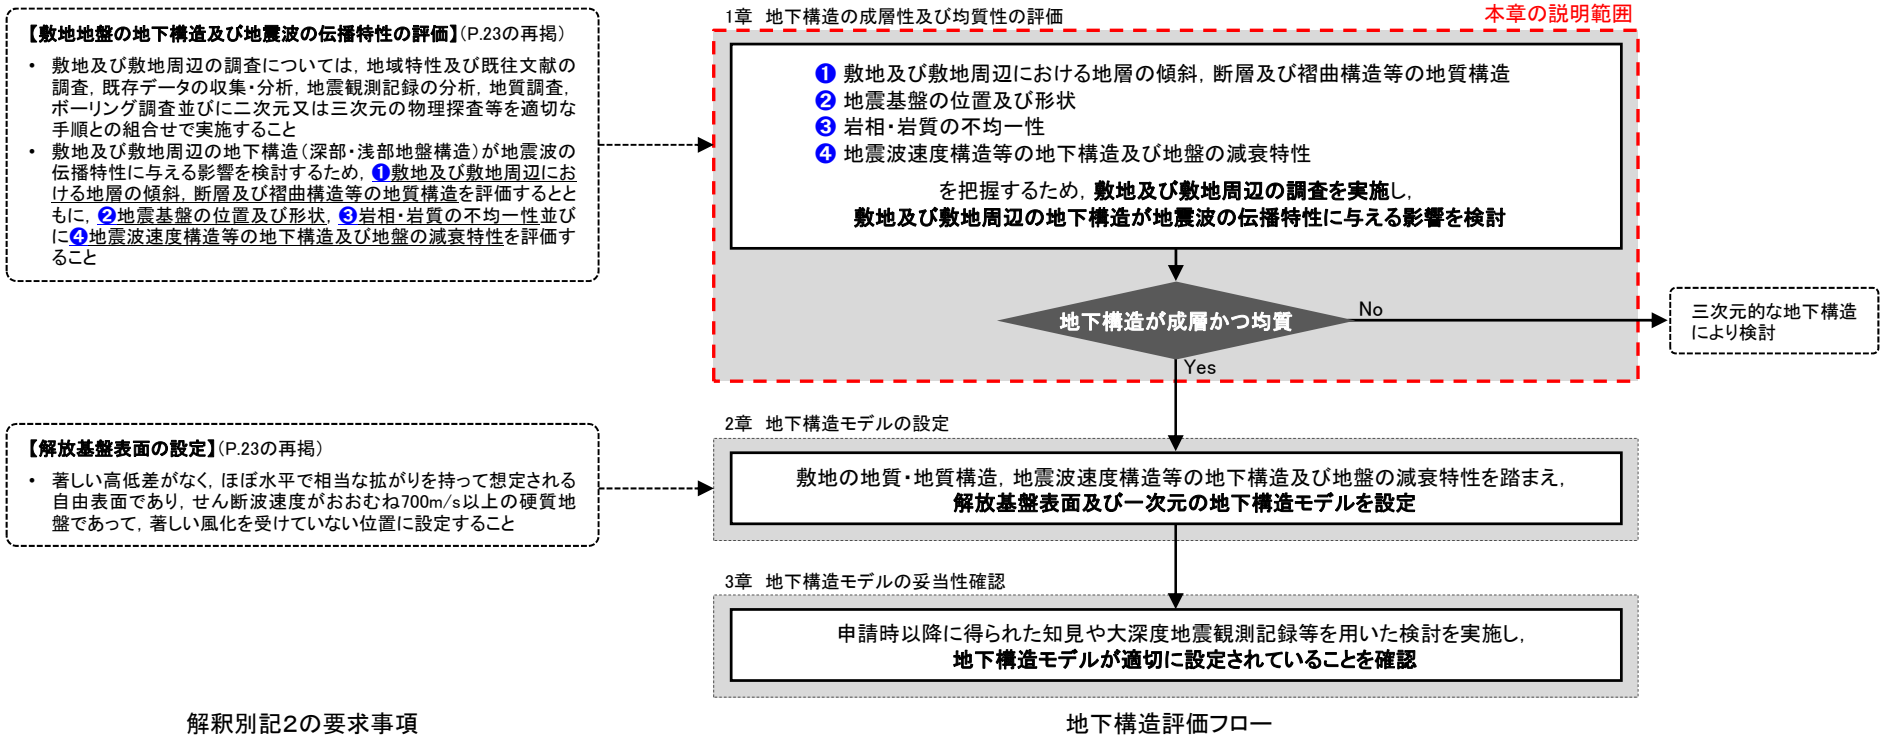 【敷地地盤の地下構造及び地震波の伝播特性の評価】(P.23の再掲)
・ 敷地及び敷地周辺の調査については，地域特性及び既往文献の
調査，既存データの収集・分析，地震観測記録の分析，地質調査，
ボーリング調査並びに二次元又は三次元の物理探査等を適切な
手順との組合せで実施すること
・ 敷地及び敷地周辺の地下構造(深部・浅部地盤構造)が地震波の
伝播特性に与える影響を検討するため，❶敷地及び敷地周辺にお
ける地層の傾斜，断層及び褶曲構造等の地質構造を評価するとと
もに，❷地震基盤の位置及び形状，❸岩相・岩質の不均一性並び
に❹地震波速度構造等の地下構造及び地盤の減衰特性を評価す
ること
【解放基盤表面の設定】(P.23の再掲)
・ 著しい高低差がなく，ほぼ水平で相当な拡がりを持って想定される
自由表面であり，せん断波速度がおおむね700m/s以上の硬質地
盤であって，著しい風化を受けていない位置に設定すること
解釈別記２の要求事項
1章 地下構造の成層性及び均質性の評価
本章の説明範囲
❶ 敷地及び敷地周辺における地層の傾斜，断層及び褶曲構造等の地質構造
❷ 地震基盤の位置及び形状
❸ 岩相・岩質の不均一性
❹ 地震波速度構造等の地下構造及び地盤の減衰特性
を把握するため，敷地及び敷地周辺の調査を実施し，
敷地及び敷地周辺の地下構造が地震波の伝播特性に与える影響を検討
地下構造が成層かつ均質
No
三次元的な地下構造
により検討
Yes
2章 地下構造モデルの設定
敷地の地質・地質構造，地震波速度構造等の地下構造及び地盤の減衰特性を踏まえ，
解放基盤表面及び一次元の地下構造モデルを設定
3章 地下構造モデルの妥当性確認
申請時以降に得られた知見や大深度地震観測記録等を用いた検討を実施し，
地下構造モデルが適切に設定されていることを確認
地下構造評価フロー